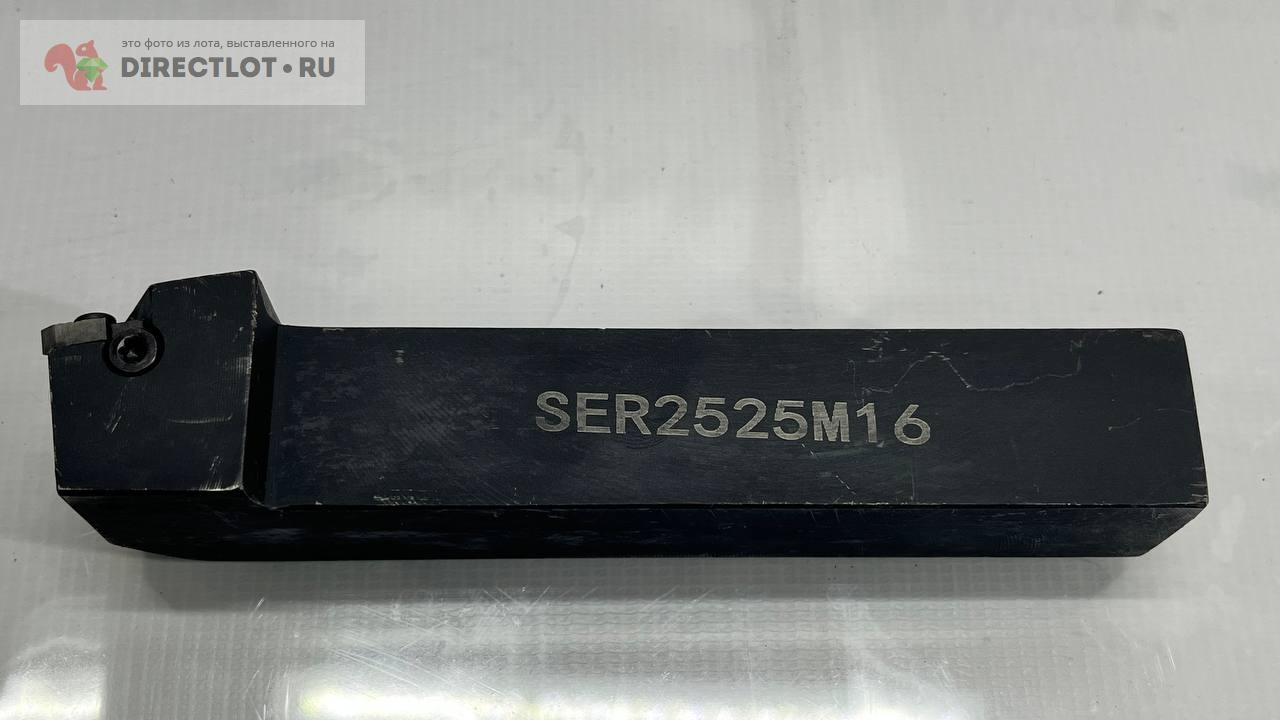 это фото из лота, выставленного на
DIRECTLOT•RU
SER2525M16